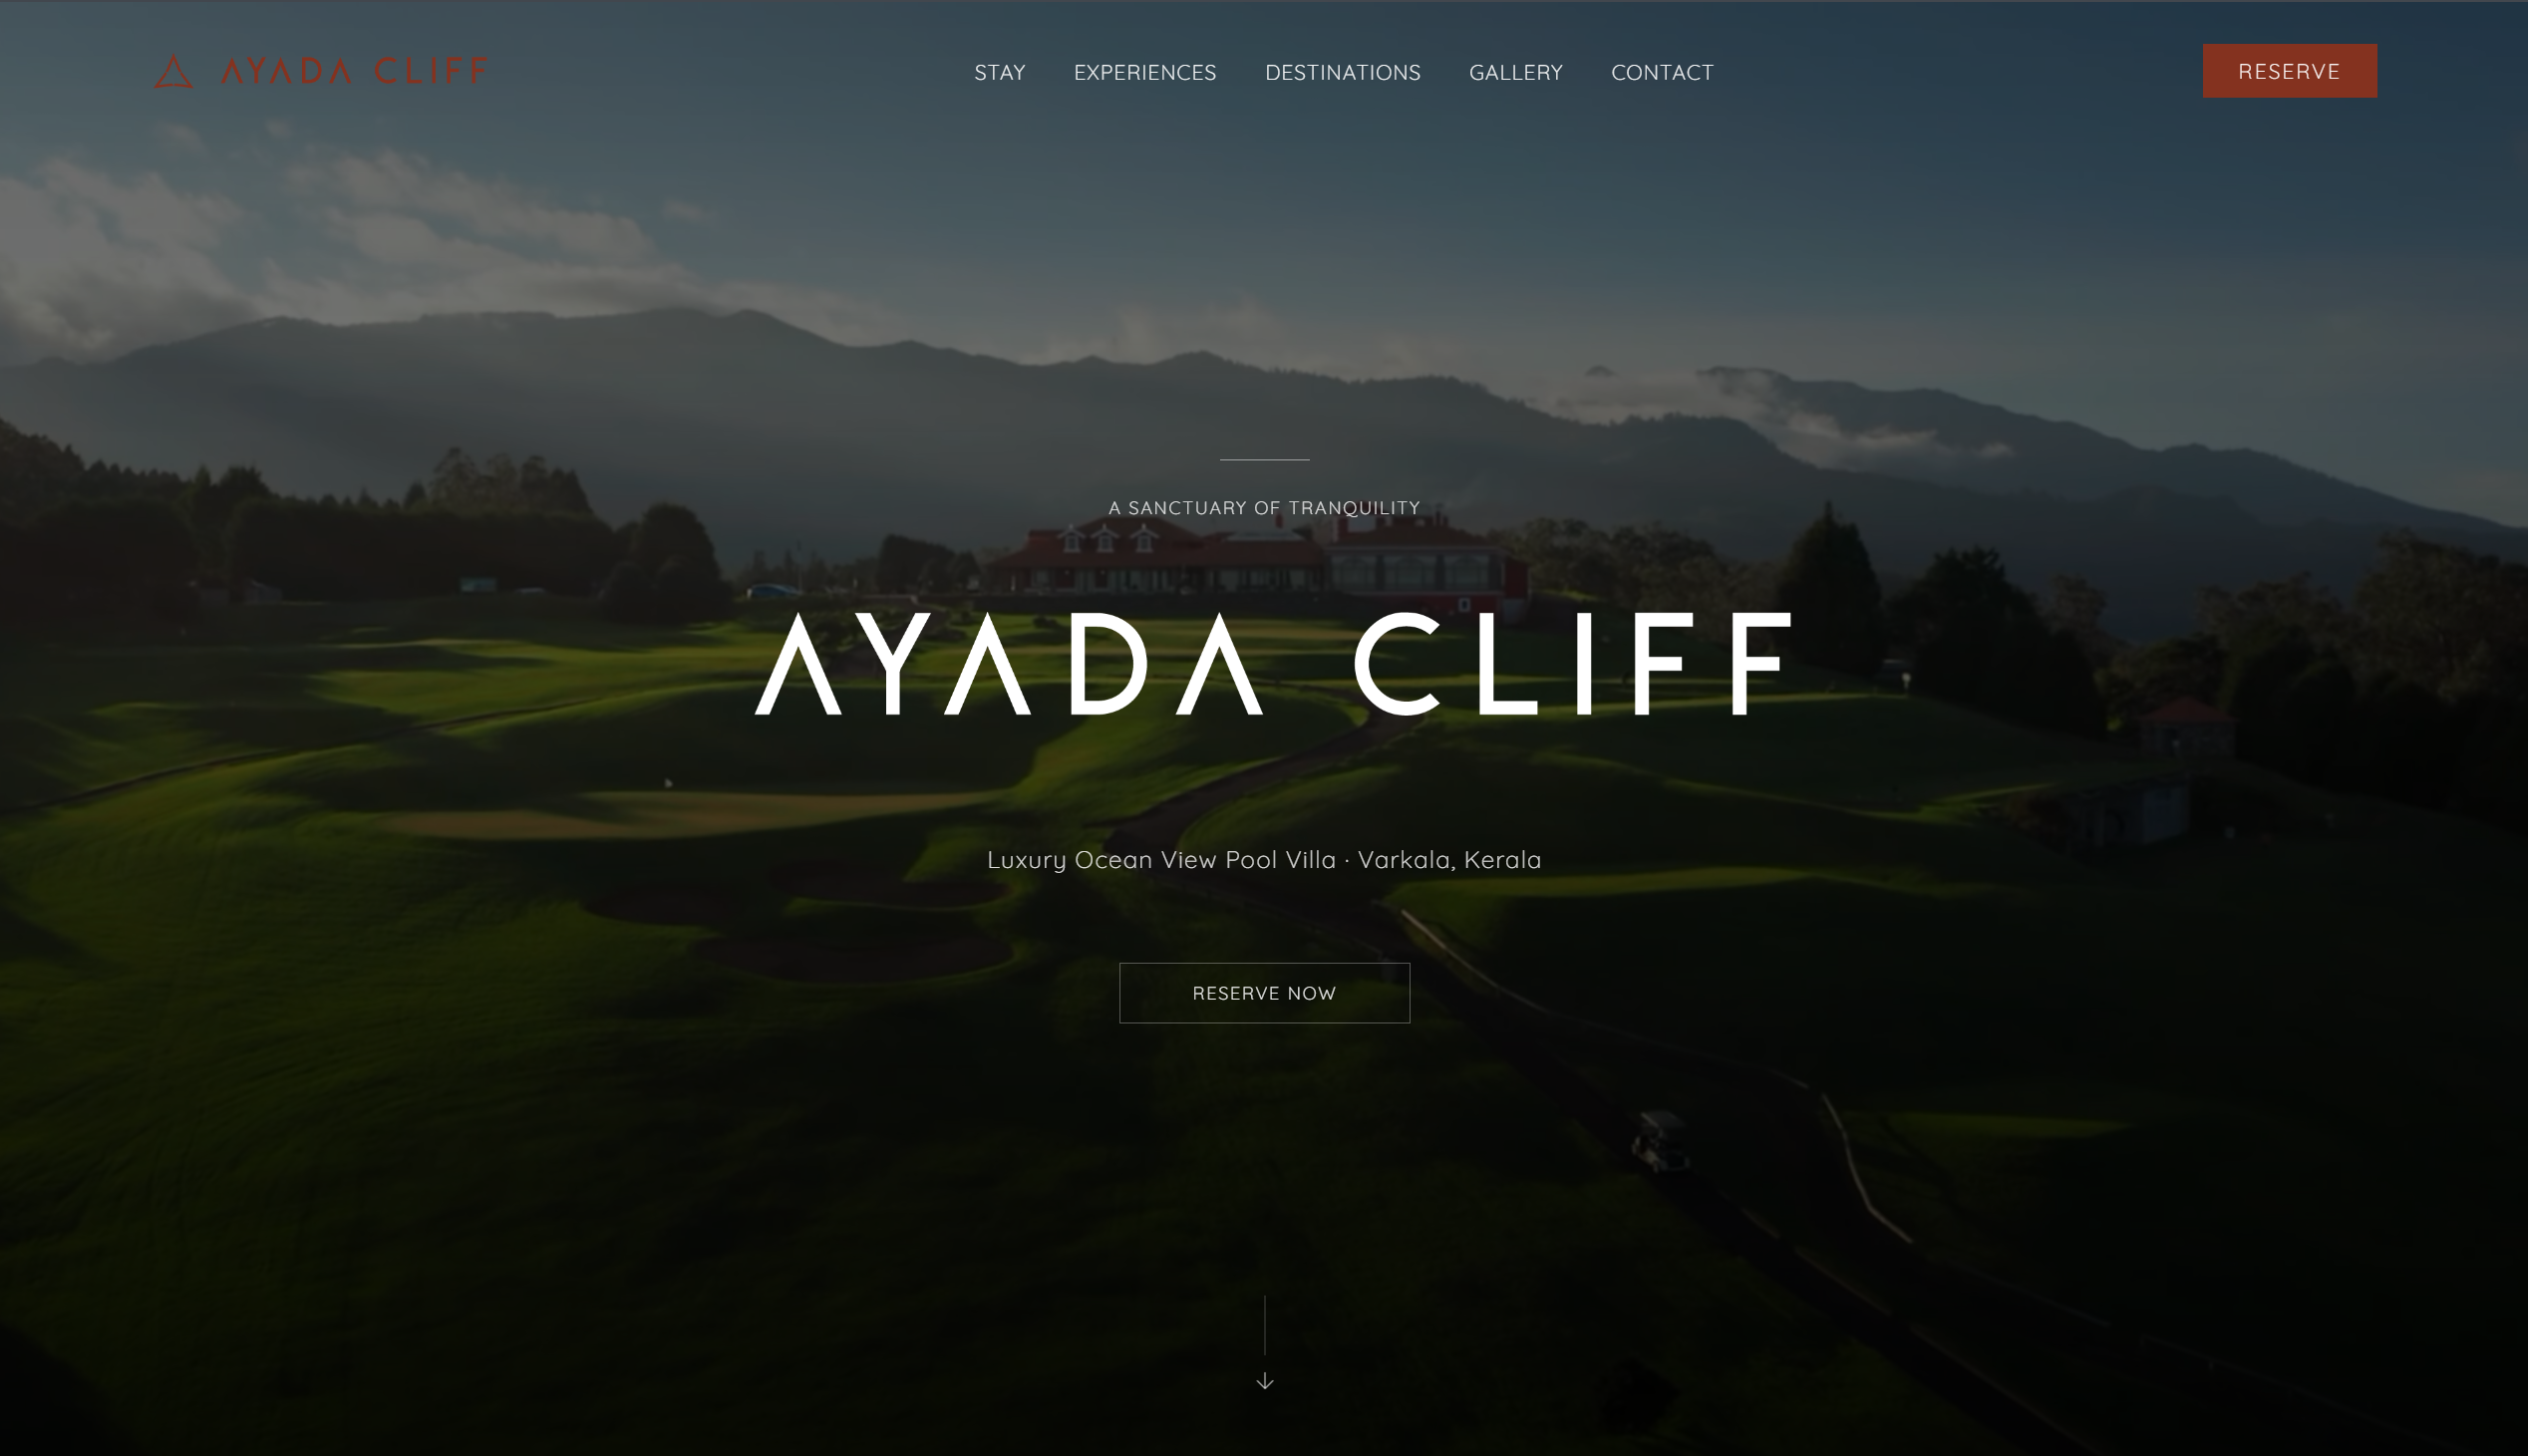 AYADA CLIFF
STAY EXPERIENCES DESTINATIONS GALLERY CONTACT
RESERVE
A SANCTUARY OF TRANQUILITY
AYADA CLIFF
Luxury Ocean View Pool Villa · Varkala, Kerala
RESERVE NOW